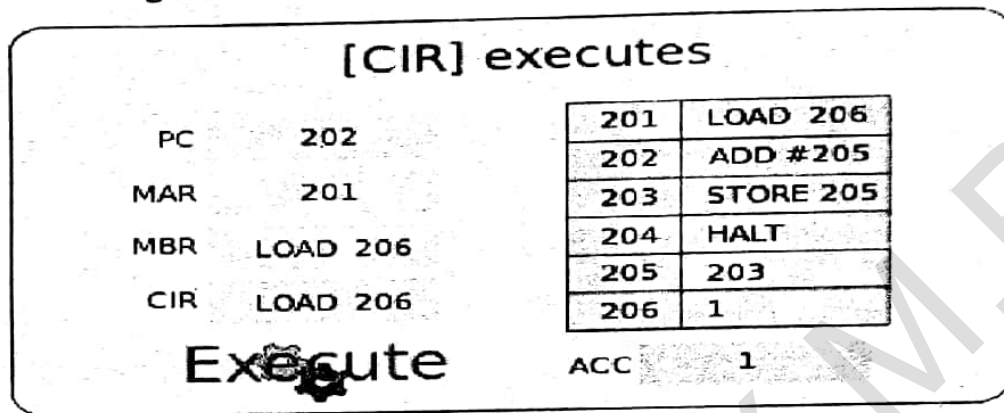 [CIR] executes
PC 202
MAR 201
MBR LOAD 206
CIR LOAD 206
Execute
201 LOAD 206
202 ADD #205
203 STORE 205
204 HALT
205 203
206 1
ACC 1